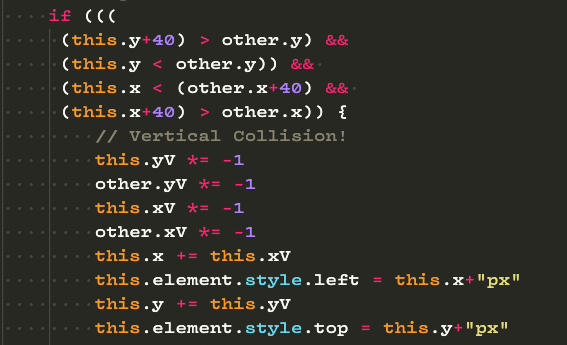 if (((
(this.y+40) > other.y) &&
(this.y < other.y)) &&
(this.x < (other.x+40) &&
(this.x+40) > other.x)) {
// Vertical Collision!
this.yV *= -1
other.yV *= -1
this.xV *= -1
other.xV *= -1
this.x += this.xV
this.element.style.left = this.x+"px"
this.y += this.yV
this.element.style.top = this.y+"px"